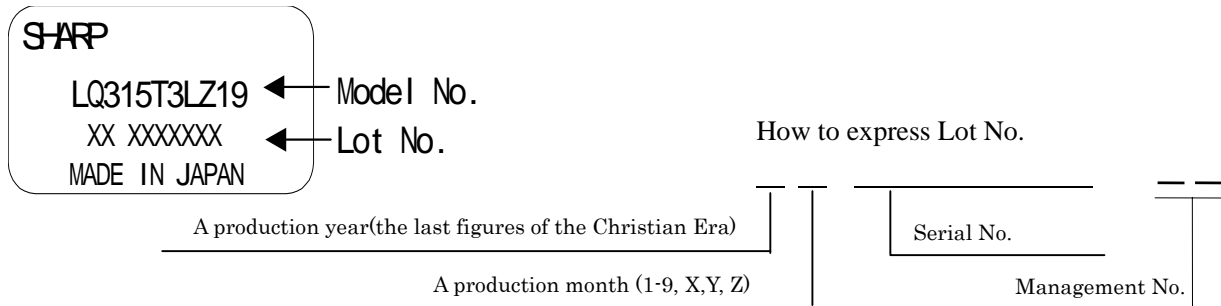 SHARP
LQ315T3LZ19
Model No.
XX XXXXXXX
Lot No.
MADE IN JAPAN
How to express Lot No.
A production year(the last figures of the Christian Era)
Serial No.
A production month (1-9, X,Y, Z)
Management No.